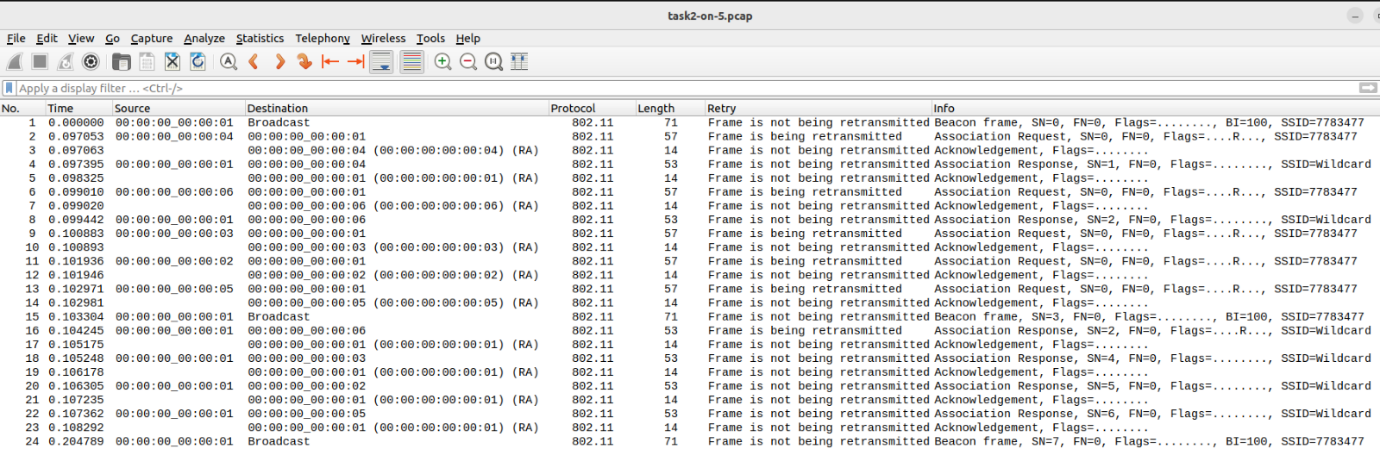 task2-on-5.pcap
File Edit View Go Capture Analyze Statistics Telephony Wireless Tools Help
Apply a display filter ... <Ctrl-/>
No. Time Source Destination Protocol Length Retry Info
1 0.000000 00:00:00_00:00:01 Broadcast 802.11 71 Frame is not being retransmitted Beacon frame, SN=0, FN=0, Flags=........, BI=100, SSID=7783477
2 0.097053 00:00:00_00:00:04 00:00:00_00:00:01 802.11 57 Frame is being retransmitted Association Request, SN=0, FN=0, Flags=....R..., SSID=7783477
3 0.097063 00:00:00_00:00:04 (00:00:00:00:00:04) (RA) 802.11 14 Frame is not being retransmitted Acknowledgement, Flags=........
4 0.097395 00:00:00_00:00:01 00:00:00_00:00:04 802.11 53 Frame is not being retransmitted Association Response, SN=1, FN=0, Flags=........, SSID=Wildcard
5 0.098325 00:00:00_00:00:01 (00:00:00:00:00:01) (RA) 802.11 14 Frame is not being retransmitted Acknowledgement, Flags=........
6 0.099010 00:00:00_00:00:06 00:00:00_00:00:01 802.11 57 Frame is being retransmitted Association Request, SN=0, FN=0, Flags=....R..., SSID=7783477
7 0.099020 00:00:00_00:00:06 (00:00:00:00:00:06) (RA) 802.11 14 Frame is not being retransmitted Acknowledgement, Flags=........
8 0.099442 00:00:00_00:00:01 00:00:00_00:00:06 802.11 53 Frame is not being retransmitted Association Response, SN=2, FN=0, Flags=........, SSID=Wildcard
9 0.100883 00:00:00_00:00:03 00:00:00_00:00:01 802.11 57 Frame is being retransmitted Association Request, SN=0, FN=0, Flags=....R..., SSID=7783477
10 0.100893 00:00:00_00:00:03 (00:00:00:00:00:03) (RA) 802.11 14 Frame is not being retransmitted Acknowledgement, Flags=........
11 0.101936 00:00:00_00:00:02 00:00:00_00:00:01 802.11 57 Frame is being retransmitted Association Request, SN=0, FN=0, Flags=....R..., SSID=7783477
12 0.101946 00:00:00_00:00:02 (00:00:00:00:00:02) (RA) 802.11 14 Frame is not being retransmitted Acknowledgement, Flags=........
13 0.102971 00:00:00_00:00:05 00:00:00_00:00:01 802.11 57 Frame is being retransmitted Association Request, SN=0, FN=0, Flags=....R..., SSID=7783477
14 0.102981 00:00:00_00:00:05 (00:00:00:00:00:05) (RA) 802.11 14 Frame is not being retransmitted Acknowledgement, Flags=........
15 0.103304 00:00:00_00:00:01 Broadcast 802.11 71 Frame is not being retransmitted Beacon frame, SN=3, FN=0, Flags=........, BI=100, SSID=7783477
16 0.104245 00:00:00_00:00:01 00:00:00_00:00:06 802.11 53 Frame is being retransmitted Association Response, SN=2, FN=0, Flags=....R..., SSID=Wildcard
17 0.105175 00:00:00_00:00:01 (00:00:00:00:00:01) (RA) 802.11 14 Frame is not being retransmitted Acknowledgement, Flags=........
18 0.105248 00:00:00_00:00:01 00:00:00_00:00:03 802.11 53 Frame is not being retransmitted Association Response, SN=4, FN=0, Flags=........, SSID=Wildcard
19 0.106178 00:00:00_00:00:01 (00:00:00:00:00:01) (RA) 802.11 14 Frame is not being retransmitted Acknowledgement, Flags=........
20 0.106305 00:00:00_00:00:01 00:00:00_00:00:02 802.11 53 Frame is not being retransmitted Association Response, SN=5, FN=0, Flags=........, SSID=Wildcard
21 0.107235 00:00:00_00:00:01 (00:00:00:00:00:01) (RA) 802.11 14 Frame is not being retransmitted Acknowledgement, Flags=........
22 0.107362 00:00:00_00:00:01 00:00:00_00:00:05 802.11 53 Frame is not being retransmitted Association Response, SN=6, FN=0, Flags=........, SSID=Wildcard
23 0.108292 00:00:00_00:00:01 (00:00:00:00:00:01) (RA) 802.11 14 Frame is not being retransmitted Acknowledgement, Flags=........
24 0.204789 00:00:00_00:00:01 Broadcast 802.11 71 Frame is not being retransmitted Beacon frame, SN=7, FN=0, Flags=........, BI=100, SSID=7783477